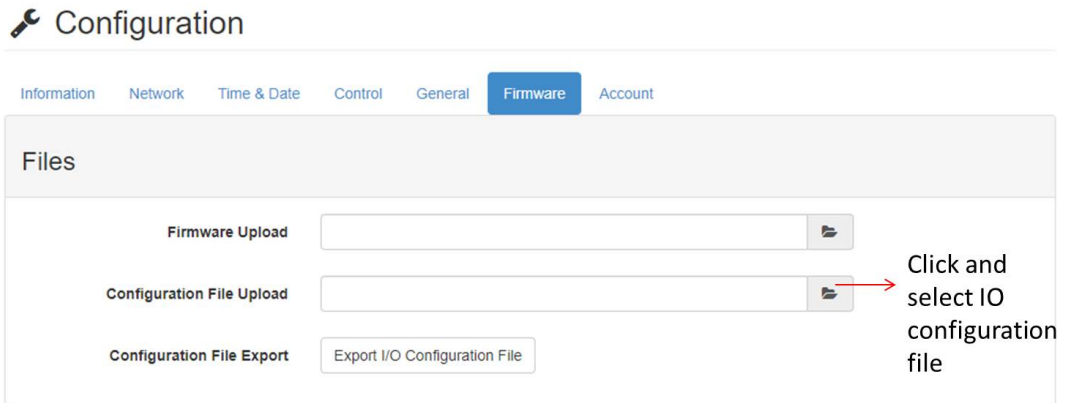 Configuration
Information Network Time & Date Control General Firmware Account
Files
Firmware Upload
Configuration File Upload
Configuration File Export Export I/O Configuration File
Click and
select IO
configuration
file